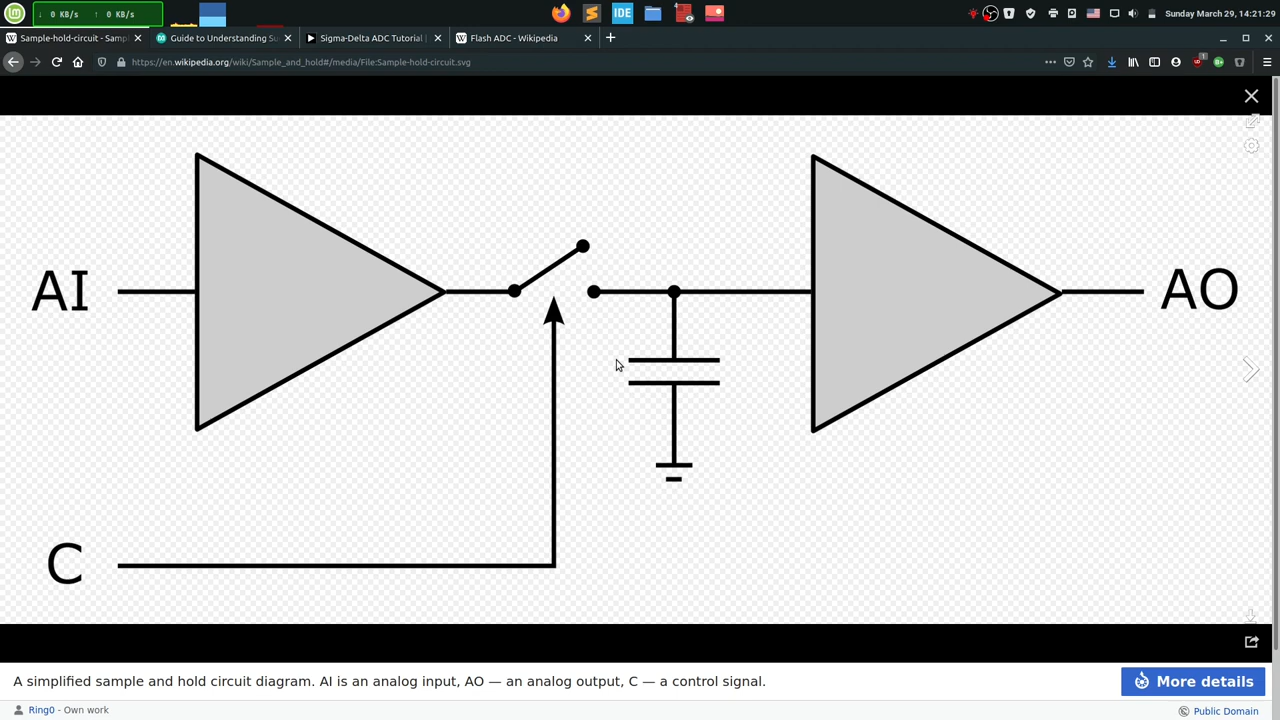 ↓ 0 KB/s ↑ 0 KB/s
IDE
Sunday March 29, 14:21:29
Sample-hold-circuit - Sampl
Guide to Understanding Su
Sigma-Delta ADC Tutorial |
Flash ADC - Wikipedia
https://en.wikipedia.org/wiki/Sample_and_hold#/media/File:Sample-hold-circuit.svg
AI
AO
C
A simplified sample and hold circuit diagram. AI is an analog input, AO — an analog output, C — a control signal.
More details
Ring0 - Own work
Public Domain